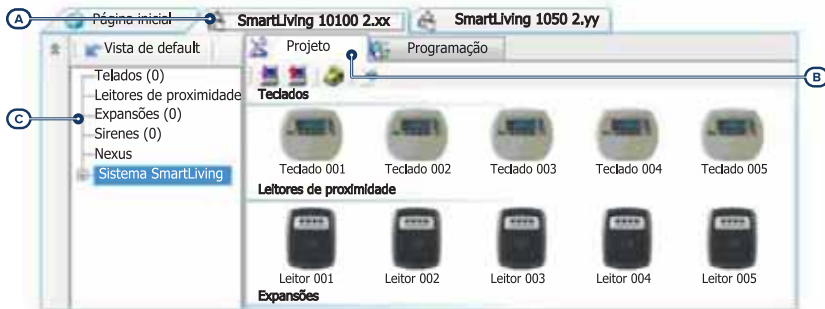 A Página inicial SmartLiving 10100 2.xx SmartLiving 1050 2.yy
Vista de default Projeto Programação
B
Telados (0)
Leitores de proximidade
C Expansões (0)
Sirenes (0)
Nexus
Sistema SmartLiving
Teclados
Teclado 001 Teclado 002 Teclado 003 Teclado 004 Teclado 005
Leitores de proximidade
Leitor 001 Leitor 002 Leitor 003 Leitor 004 Leitor 005
Expansões